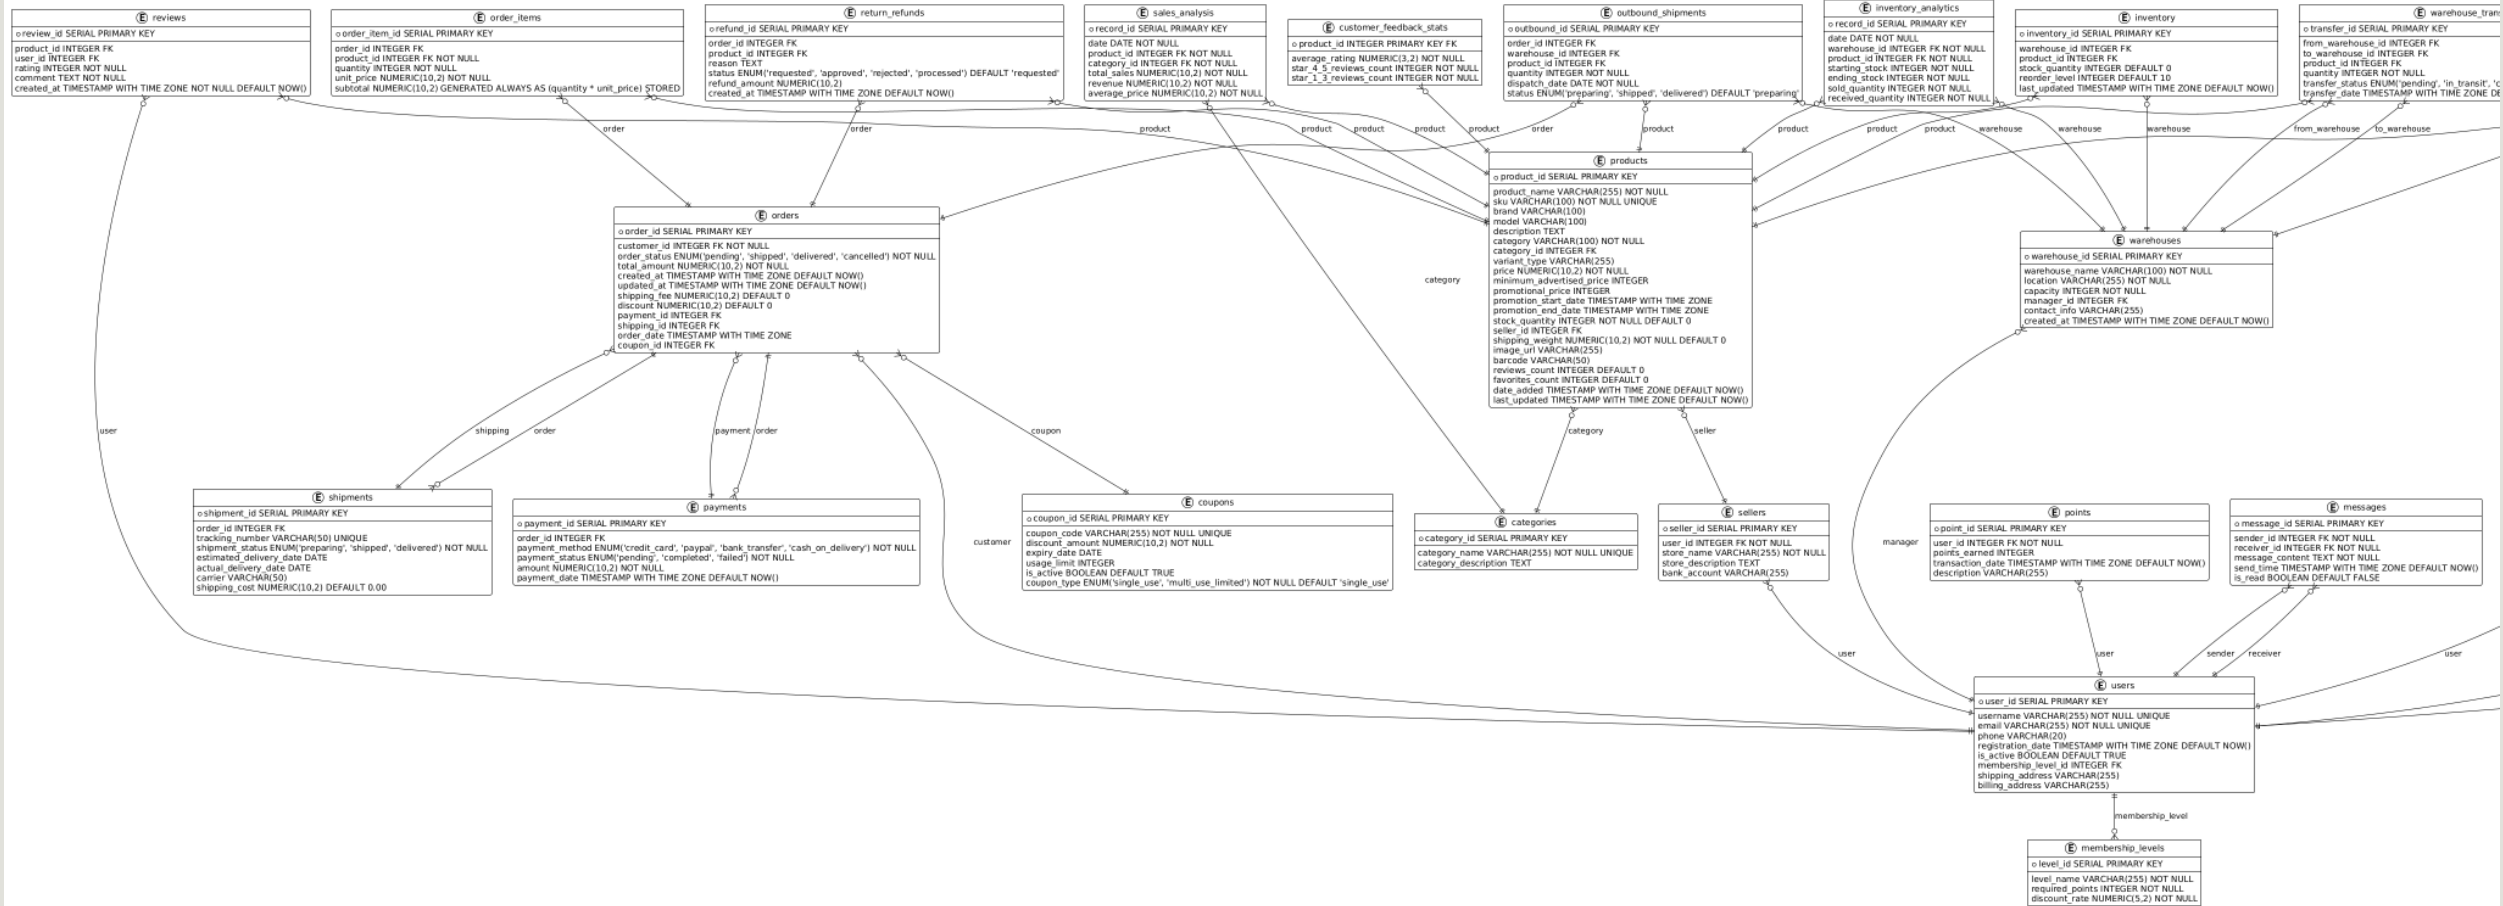 E reviews
review_id SERIAL PRIMARY KEY
product_id INTEGER FK
user_id INTEGER FK
rating INTEGER NOT NULL
comment TEXT NOT NULL
created_at TIMESTAMP WITH TIME ZONE NOT NULL DEFAULT NOW()
E order_items
order_item_id SERIAL PRIMARY KEY
order_id INTEGER FK
product_id INTEGER FK NOT NULL
quantity INTEGER NOT NULL
unit_price NUMERIC(10,2) NOT NULL
subtotal NUMERIC(10,2) GENERATED ALWAYS AS (quantity * unit_price) STORED
E return_refunds
refund_id SERIAL PRIMARY KEY
order_id INTEGER FK
product_id INTEGER FK
reason TEXT
status ENUM('requested', 'approved', 'rejected', 'processed') DEFAULT 'requested'
refund_amount NUMERIC(10,2)
created_at TIMESTAMP WITH TIME ZONE DEFAULT NOW()
E sales_analysis
record_id SERIAL PRIMARY KEY
date DATE NOT NULL
product_id INTEGER FK NOT NULL
category_id INTEGER FK NOT NULL
total_sales NUMERIC(10,2) NOT NULL
revenue NUMERIC(10,2) NOT NULL
average_price NUMERIC(10,2) NOT NULL
E customer_feedback_stats
product_id INTEGER PRIMARY KEY FK
average_rating NUMERIC(3,2) NOT NULL
star_4_5_reviews_count INTEGER NOT NULL
star_1_3_reviews_count INTEGER NOT NULL
E outbound_shipments
outbound_id SERIAL PRIMARY KEY
order_id INTEGER FK
warehouse_id INTEGER FK
product_id INTEGER FK
quantity INTEGER NOT NULL
dispatch_date DATE NOT NULL
status ENUM('preparing', 'shipped', 'delivered') DEFAULT 'preparing'
E inventory_analytics
record_id SERIAL PRIMARY KEY
date DATE NOT NULL
warehouse_id INTEGER FK NOT NULL
product_id INTEGER FK NOT NULL
starting_stock INTEGER NOT NULL
ending_stock INTEGER NOT NULL
sold_quantity INTEGER NOT NULL
received_quantity INTEGER NOT NULL
E inventory
inventory_id SERIAL PRIMARY KEY
warehouse_id INTEGER FK
product_id INTEGER FK
stock_quantity INTEGER DEFAULT 0
reorder_level INTEGER DEFAULT 10
last_updated TIMESTAMP WITH TIME ZONE DEFAULT NOW()
E warehouse_tran
transfer_id SERIAL PRIMARY KEY
from_warehouse_id INTEGER FK
to_warehouse_id INTEGER FK
product_id INTEGER FK
quantity INTEGER NOT NULL
transfer_status ENUM('pending', 'in_transit', 'c
transfer_date TIMESTAMP WITH TIME ZONE DE
order
order
product
product
product
product
product
order
product
product
product
product
warehouse
warehouse
warehouse
from_warehouse
to_warehouse
E orders
order_id SERIAL PRIMARY KEY
customer_id INTEGER FK NOT NULL
order_status ENUM('pending', 'shipped', 'delivered', 'cancelled') NOT NULL
total_amount NUMERIC(10,2) NOT NULL
created_at TIMESTAMP WITH TIME ZONE DEFAULT NOW()
updated_at TIMESTAMP WITH TIME ZONE DEFAULT NOW()
shipping_fee NUMERIC(10,2) DEFAULT 0
discount NUMERIC(10,2) DEFAULT 0
payment_id INTEGER FK
shipping_id INTEGER FK
order_date TIMESTAMP WITH TIME ZONE
coupon_id INTEGER FK
E products
product_id SERIAL PRIMARY KEY
product_name VARCHAR(255) NOT NULL
sku VARCHAR(100) NOT NULL UNIQUE
brand VARCHAR(100)
model VARCHAR(100)
description TEXT
category VARCHAR(100) NOT NULL
category_id INTEGER FK
variant_type VARCHAR(255)
price NUMERIC(10,2) NOT NULL
minimum_advertised_price INTEGER
promotional_price INTEGER
promotion_start_date TIMESTAMP WITH TIME ZONE
promotion_end_date TIMESTAMP WITH TIME ZONE
stock_quantity INTEGER NOT NULL DEFAULT 0
seller_id INTEGER FK
shipping_weight NUMERIC(10,2) NOT NULL DEFAULT 0
image_url VARCHAR(255)
barcode VARCHAR(50)
reviews_count INTEGER DEFAULT 0
favorites_count INTEGER DEFAULT 0
date_added TIMESTAMP WITH TIME ZONE DEFAULT NOW()
last_updated TIMESTAMP WITH TIME ZONE DEFAULT NOW()
E warehouses
warehouse_id SERIAL PRIMARY KEY
warehouse_name VARCHAR(100) NOT NULL
location VARCHAR(255) NOT NULL
capacity INTEGER NOT NULL
manager_id INTEGER FK
contact_info VARCHAR(255)
created_at TIMESTAMP WITH TIME ZONE DEFAULT NOW()
category
user
shipping
order
payment
order
coupon
category
seller
E shipments
shipment_id SERIAL PRIMARY KEY
order_id INTEGER FK
tracking_number VARCHAR(50) UNIQUE
shipment_status ENUM('preparing', 'shipped', 'delivered') NOT NULL
estimated_delivery_date DATE
actual_delivery_date DATE
carrier VARCHAR(50)
shipping_cost NUMERIC(10,2) DEFAULT 0.00
E payments
payment_id SERIAL PRIMARY KEY
order_id INTEGER FK
payment_method ENUM('credit_card', 'paypal', 'bank_transfer', 'cash_on_delivery') NOT NULL
payment_status ENUM('pending', 'completed', 'failed') NOT NULL
amount NUMERIC(10,2) NOT NULL
payment_date TIMESTAMP WITH TIME ZONE DEFAULT NOW()
customer
E coupons
coupon_id SERIAL PRIMARY KEY
coupon_code VARCHAR(255) NOT NULL UNIQUE
discount_amount NUMERIC(10,2) NOT NULL
expiry_date DATE
usage_limit INTEGER
is_active BOOLEAN DEFAULT TRUE
coupon_type ENUM('single_use', 'multi_use_limited') NOT NULL DEFAULT 'single_use'
E categories
category_id SERIAL PRIMARY KEY
category_name VARCHAR(255) NOT NULL UNIQUE
category_description TEXT
E sellers
seller_id SERIAL PRIMARY KEY
user_id INTEGER FK NOT NULL
store_name VARCHAR(255) NOT NULL
store_description TEXT
bank_account VARCHAR(255)
manager
E points
point_id SERIAL PRIMARY KEY
user_id INTEGER FK NOT NULL
points_earned INTEGER
transaction_date TIMESTAMP WITH TIME ZONE DEFAULT NOW()
description VARCHAR(255)
E messages
message_id SERIAL PRIMARY KEY
sender_id INTEGER FK NOT NULL
receiver_id INTEGER FK NOT NULL
message_content TEXT NOT NULL
send_time TIMESTAMP WITH TIME ZONE DEFAULT NOW()
is_read BOOLEAN DEFAULT FALSE
user
user
sender
receiver
user
E users
user_id SERIAL PRIMARY KEY
username VARCHAR(255) NOT NULL UNIQUE
email VARCHAR(255) NOT NULL UNIQUE
phone VARCHAR(20)
registration_date TIMESTAMP WITH TIME ZONE DEFAULT NOW()
is_active BOOLEAN DEFAULT TRUE
membership_level_id INTEGER FK
shipping_address VARCHAR(255)
billing_address VARCHAR(255)
membership_level
E membership_levels
level_id SERIAL PRIMARY KEY
level_name VARCHAR(255) NOT NULL
required_points INTEGER NOT NULL
discount_rate NUMERIC(5,2) NOT NULL